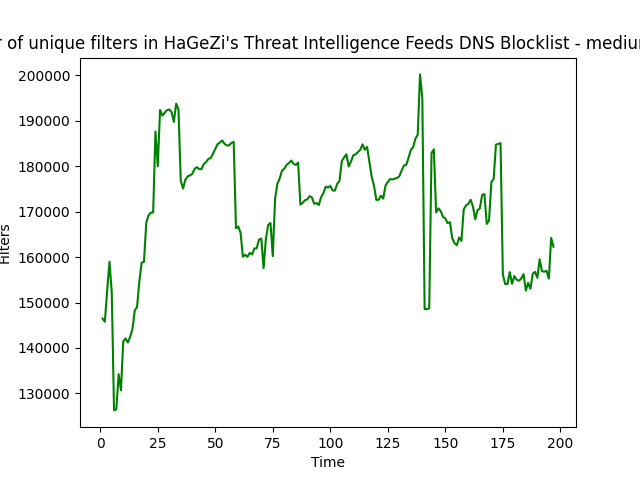 r of unique filters in HaGeZi's Threat Intelligence Feeds DNS Blocklist - mediu
200000
190000
180000
170000
160000
150000
140000
130000
Filters
0 25 50 75 100 125 150 175 200
Time